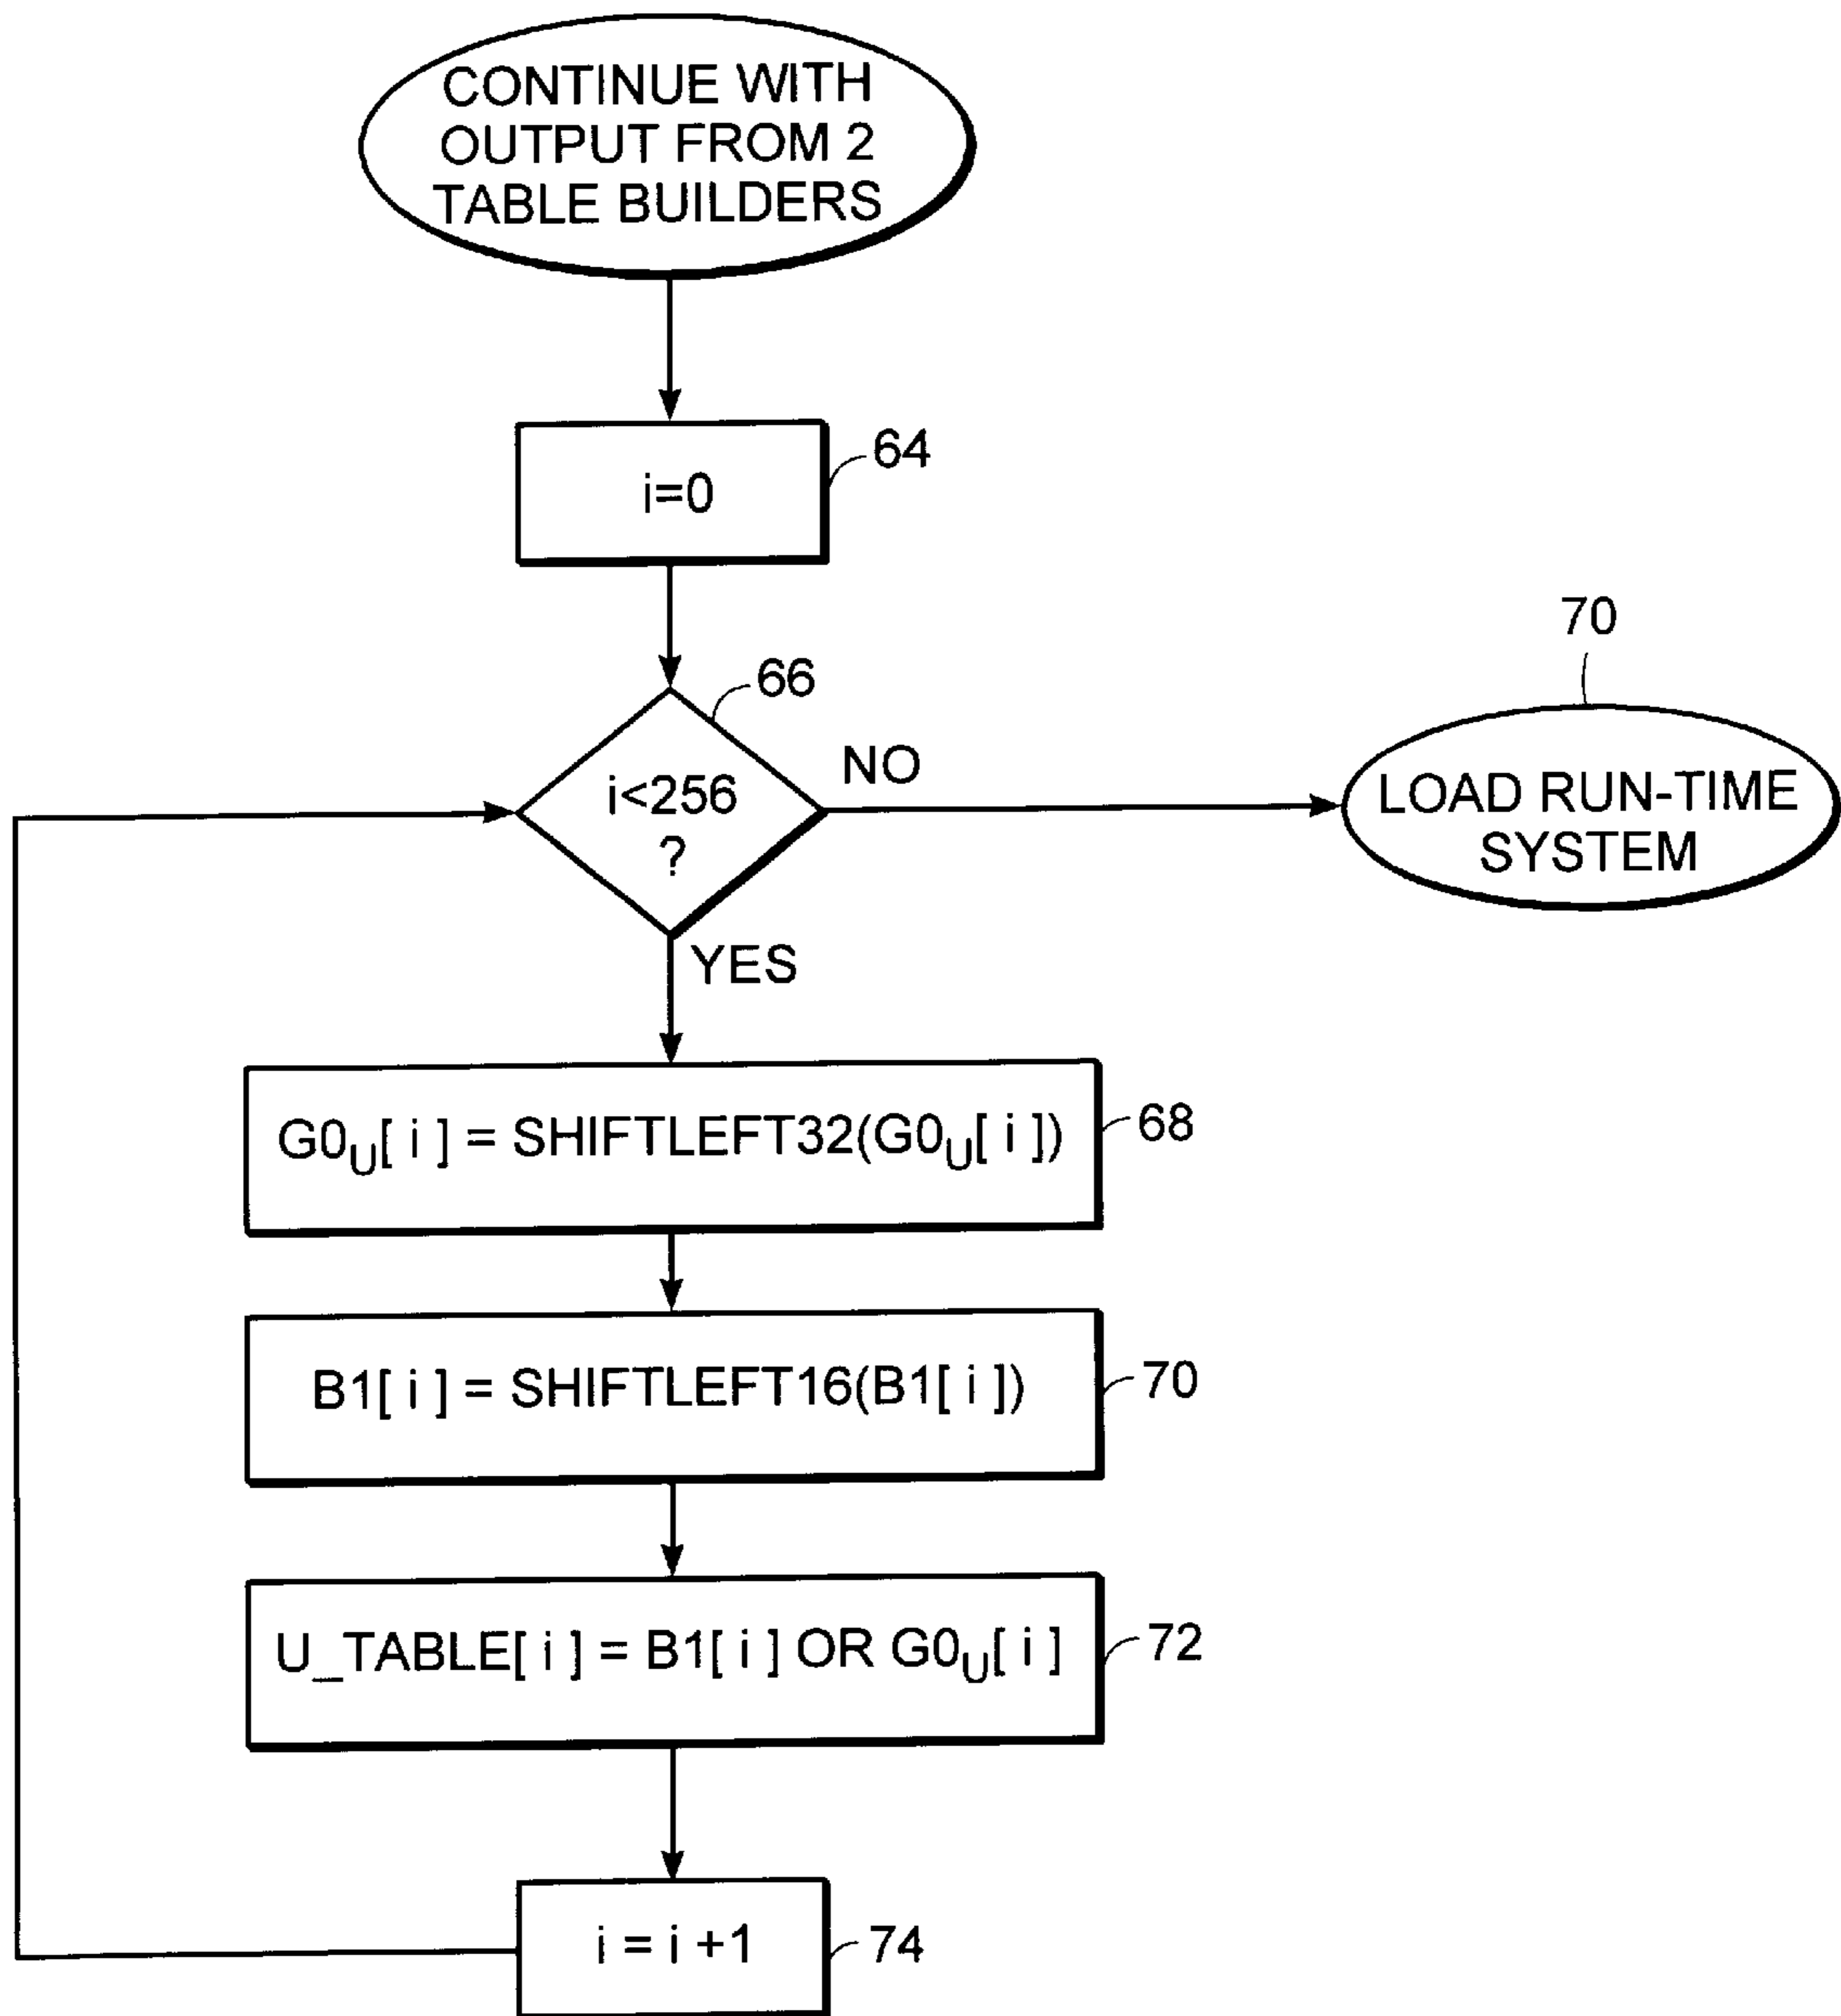 CONTINUE WITH
OUTPUT FROM 2
TABLE BUILDERS
i=0
64
66
i<256
?
NO
YES
70
LOAD RUN-TIME
SYSTEM
G0U[ i ] = SHIFTLEFT32(G0U[ i ])
68
B1[ i ] = SHIFTLEFT16(B1[ i ])
70
U_TABLE[ i ] = B1[ i ] OR G0U[ i ]
72
i = i +1
74